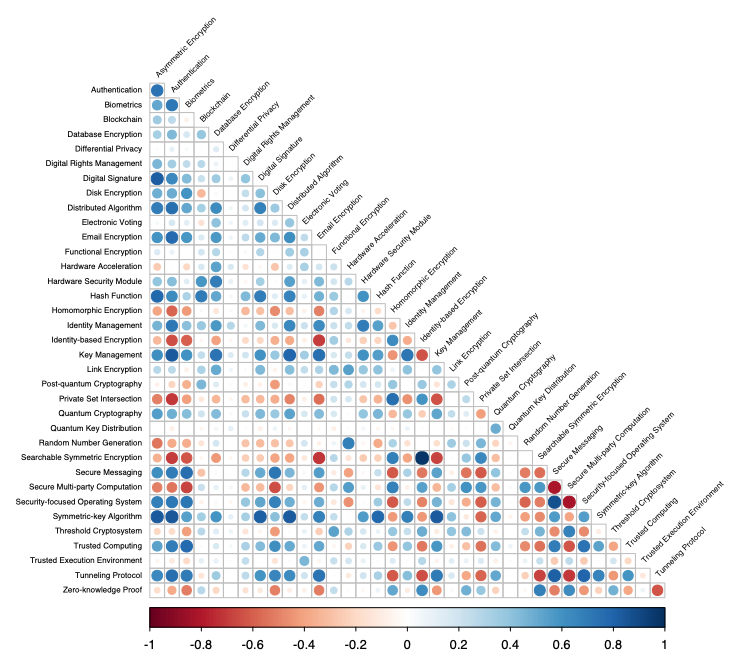 Asymmetric Encryption
Authentication
Biometrics
Blockchain
Database Encryption
Differential Privacy
Digital Rights Management
Digital Signature
Disk Encryption
Distributed Algorithm
Electronic Voting
Email Encryption
Functional Encryption
Hardware Acceleration
Hardware Security Module
Hash Function
Homomorphic Encryption
Identity Management
Identity-based Encryption
Key Management
Link Encryption
Post-quantum Cryptography
Private Set Intersection
Quantum Cryptography
Quantum Key Distribution
Random Number Generation
Searchable Symmetric Encryption
Secure Messaging
Secure Multi-party Computation
Security-focused Operating System
Symmetric-key Algorithm
Threshold Cryptosystem
Trusted Computing
Trusted Execution Environment
Tunneling Protocol
Authentication
Biometrics
Blockchain
Database Encryption
Differential Privacy
Digital Rights Management
Digital Signature
Disk Encryption
Distributed Algorithm
Electronic Voting
Email Encryption
Functional Encryption
Hardware Acceleration
Hardware Security Module
Hash Function
Homomorphic Encryption
Identity Management
Identity-based Encryption
Key Management
Link Encryption
Post-quantum Cryptography
Private Set Intersection
Quantum Cryptography
Quantum Key Distribution
Random Number Generation
Searchable Symmetric Encryption
Secure Messaging
Secure Multi-party Computation
Security-focused Operating System
Symmetric-key Algorithm
Threshold Cryptosystem
Trusted Computing
Trusted Execution Environment
Tunneling Protocol
Zero-knowledge Proof
-1 -0.8 -0.6 -0.4 -0.2 0 0.2 0.4 0.6 0.8 1